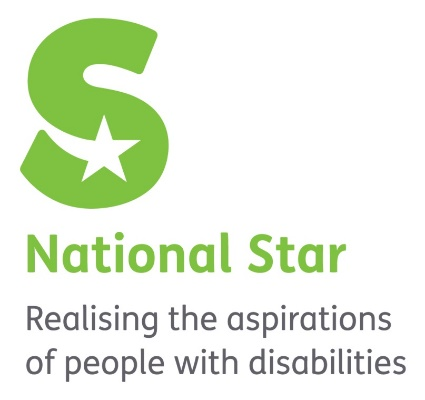 S
National Star
Realising the aspirations
of people with disabilities